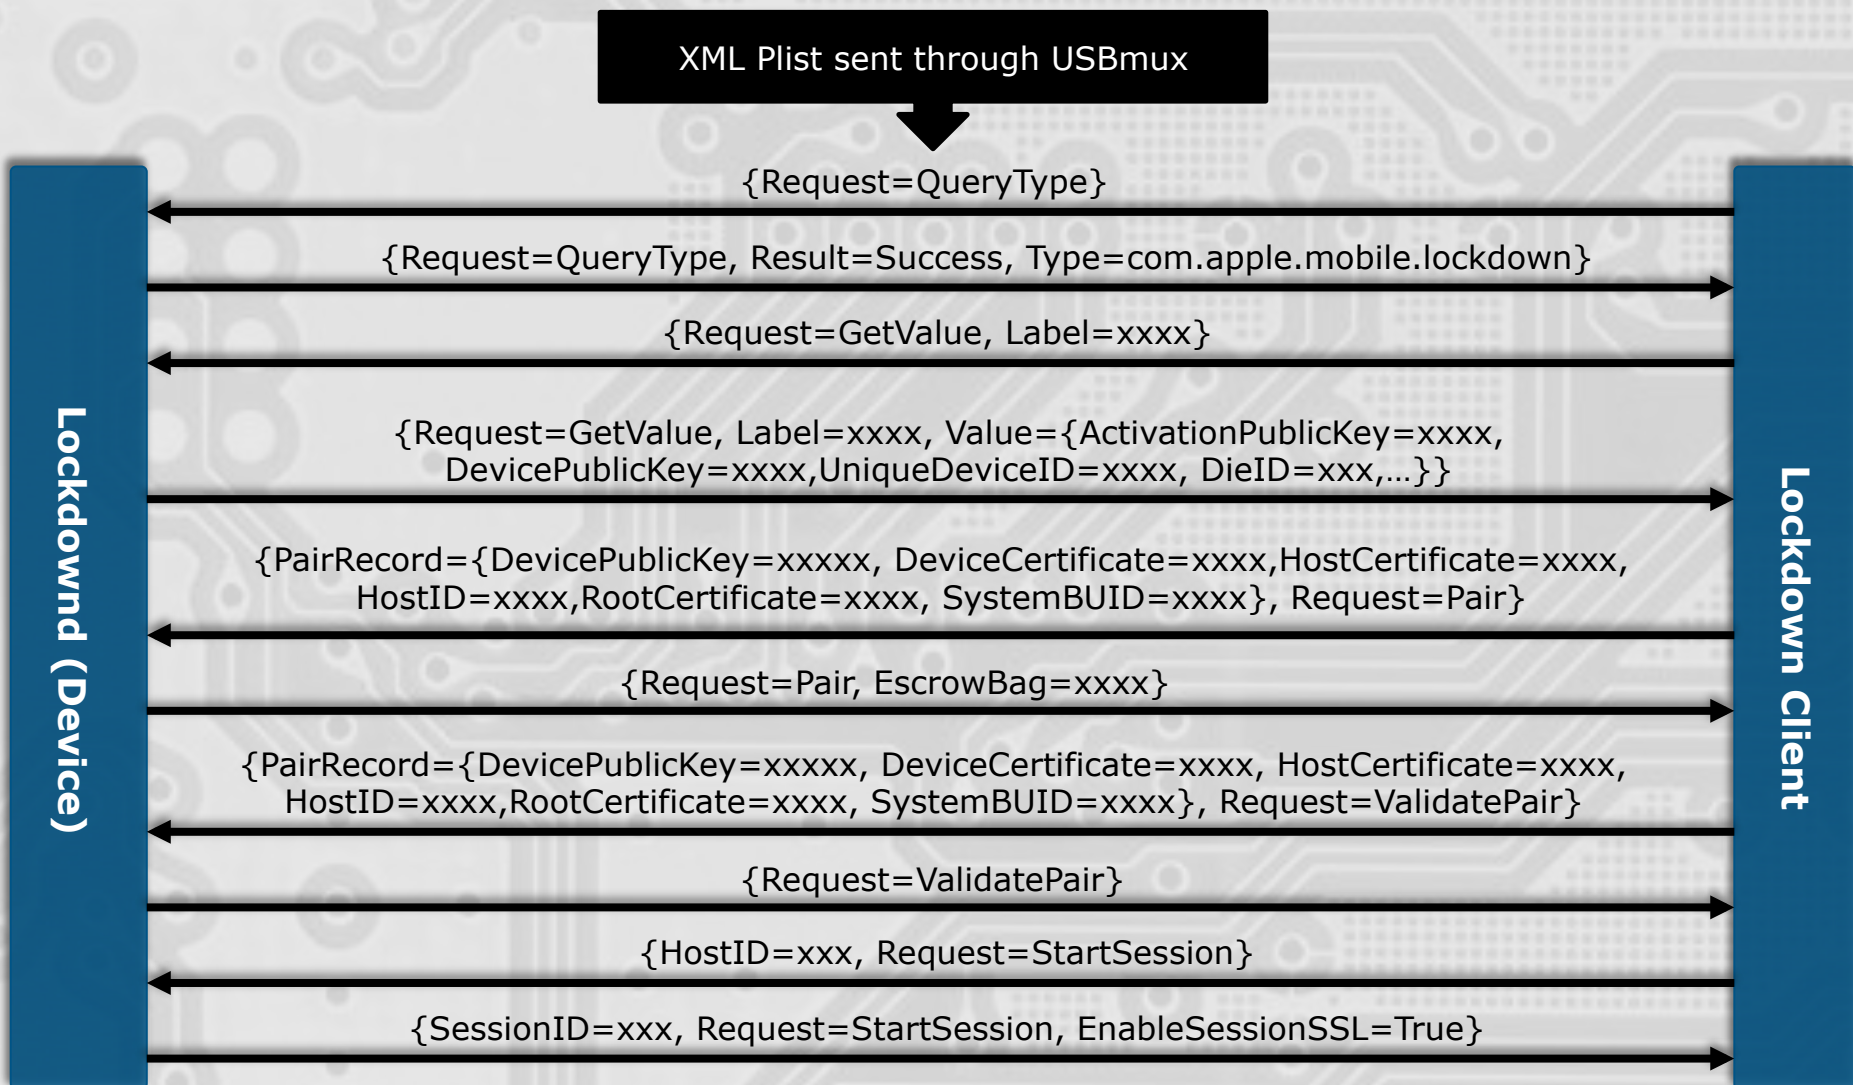 XML Plist sent through USBmux
{Request=QueryType}
{Request=QueryType, Result=Success, Type=com.apple.mobile.lockdown}
{Request=GetValue, Label=xxxx}
{Request=GetValue, Label=xxxx, Value={ActivationPublicKey=xxxx,
DevicePublicKey=xxxx,UniqueDeviceID=xxxx, DieID=xxx,…}}
{PairRecord={DevicePublicKey=xxxxx, DeviceCertificate=xxxx,HostCertificate=xxxx,
HostID=xxxx,RootCertificate=xxxx, SystemBUID=xxxx}, Request=Pair}
{Request=Pair, EscrowBag=xxxx}
{PairRecord={DevicePublicKey=xxxxx, DeviceCertificate=xxxx, HostCertificate=xxxx,
HostID=xxxx,RootCertificate=xxxx, SystemBUID=xxxx}, Request=ValidatePair}
{Request=ValidatePair}
{HostID=xxx, Request=StartSession}
{SessionID=xxx, Request=StartSession, EnableSessionSSL=True}
Lockdownd (Device)
Lockdown Client